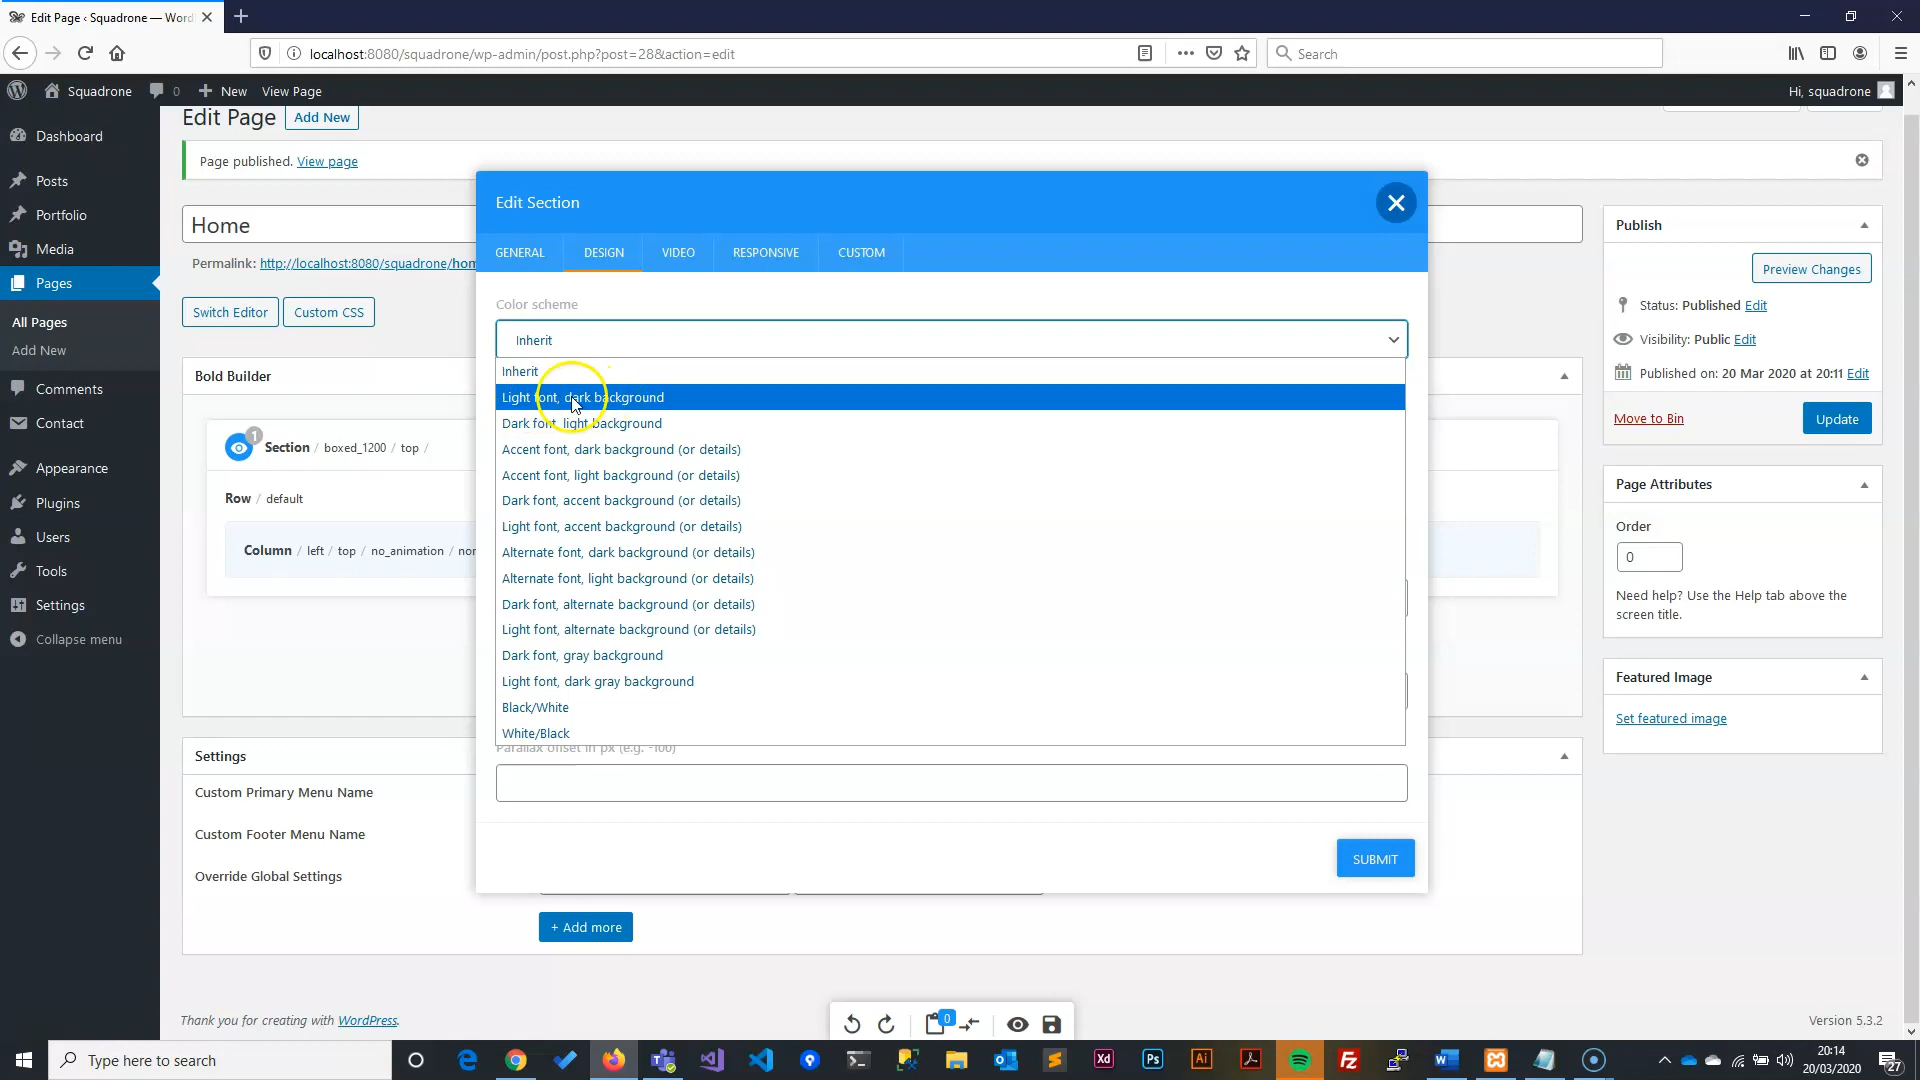 Edit Page ‹ Squadrone — Word
localhost:8080/squadrone/wp-admin/post.php?post=28&action=edit
Search
Squadrone
0
New
View Page
Hi, squadrone
Dashboard
Posts
Portfolio
Media
Pages
All Pages
Add New
Comments
Contact
Appearance
Plugins
Users
Tools
Settings
Collapse menu
Edit Page
Add New
Page published. View page
Home
Permalink: http://localhost:8080/squadrone/hom
Switch Editor
Custom CSS
Bold Builder
1
Section / boxed_1200 / top /
Row / default
Column / left / top / no_animation / nor
Settings
Custom Primary Menu Name
Custom Footer Menu Name
Override Global Settings
+ Add more
Edit Section
GENERAL
DESIGN
VIDEO
RESPONSIVE
CUSTOM
Color scheme
Inherit
Inherit
Light font, dark background
Dark font, light background
Accent font, dark background (or details)
Accent font, light background (or details)
Dark font, accent background (or details)
Light font, accent background (or details)
Alternate font, dark background (or details)
Alternate font, light background (or details)
Dark font, alternate background (or details)
Light font, alternate background (or details)
Dark font, gray background
Light font, dark gray background
Black/White
White/Black
Parallax offset in px (e.g. -100)
SUBMIT
Publish
Preview Changes
Status: Published Edit
Visibility: Public Edit
Published on: 20 Mar 2020 at 20:11 Edit
Move to Bin
Update
Page Attributes
Order
0
Need help? Use the Help tab above the
screen title.
Featured Image
Set featured image
Thank you for creating with WordPress.
0
Version 5.3.2
Type here to search
Xd
Ps
Ai
20:14
20/03/2020
27